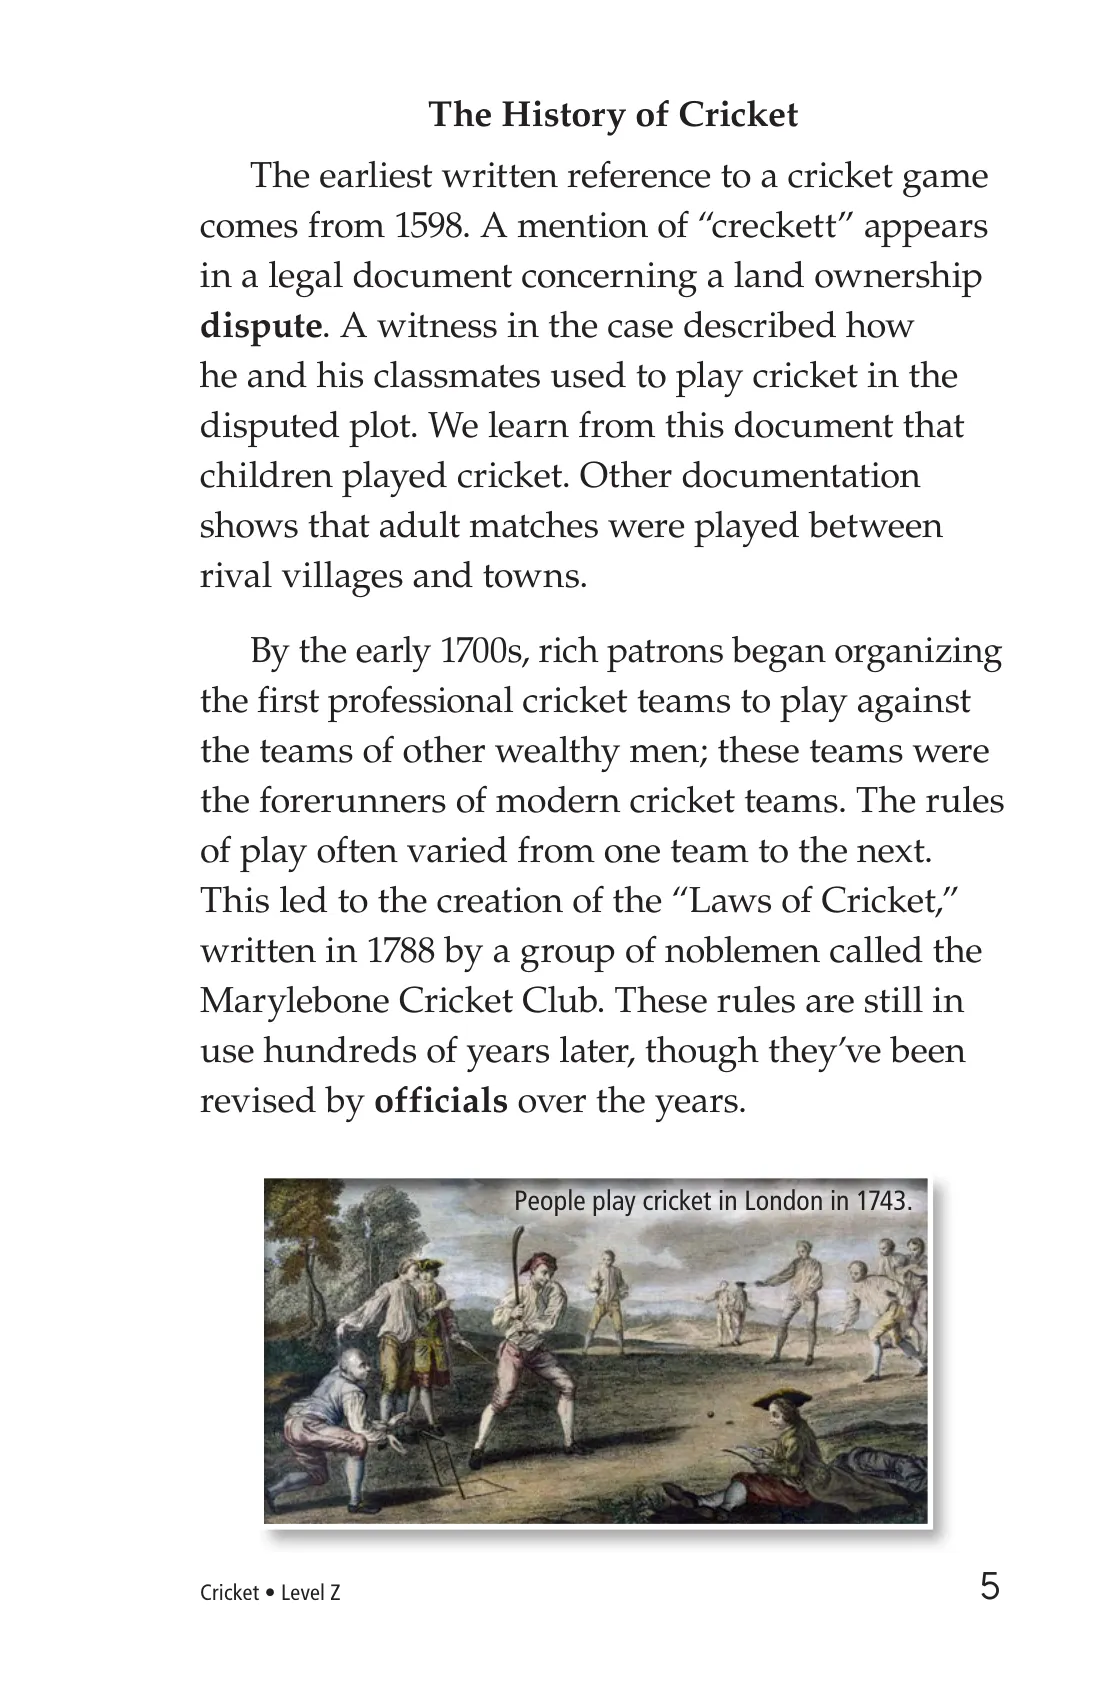 The History of Cricket
The earliest written reference to a cricket game
comes from 1598. A mention of “creckett” appears
in a legal document concerning a land ownership
dispute. A witness in the case described how
he and his classmates used to play cricket in the
disputed plot. We learn from this document that
children played cricket. Other documentation
shows that adult matches were played between
rival villages and towns.
By the early 1700s, rich patrons began organizing
the first professional cricket teams to play against
the teams of other wealthy men; these teams were
the forerunners of modern cricket teams. The rules
of play often varied from one team to the next.
This led to the creation of the “Laws of Cricket,”
written in 1788 by a group of noblemen called the
Marylebone Cricket Club. These rules are still in
use hundreds of years later, though they’ve been
revised by officials over the years.
People play cricket in London in 1743.
Cricket • Level Z
5